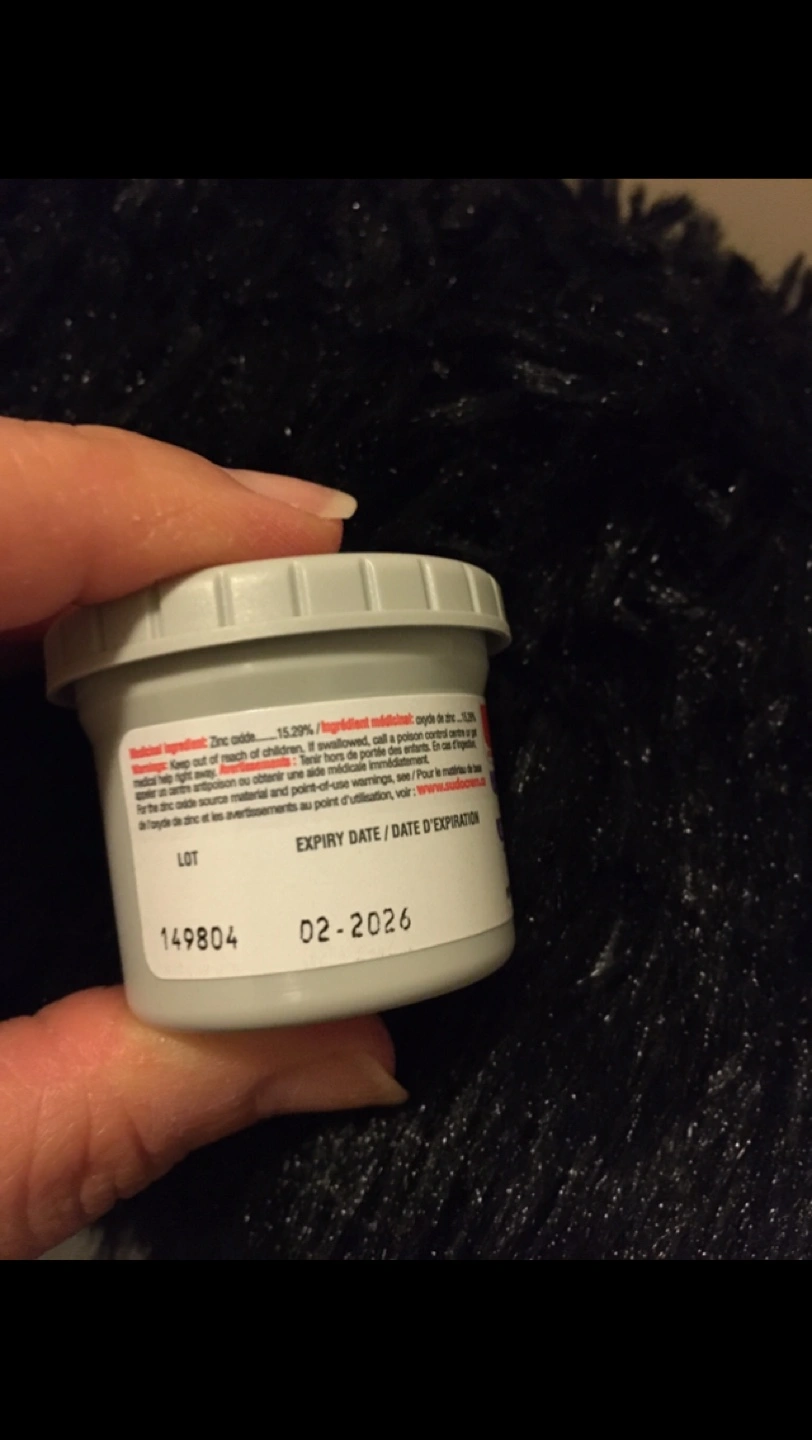 Medicinal ingredient: Zinc oxide........15.29% / Ingrédient médicinal: oxyde de zinc ...15.29%
Warnings: Keep out of reach of children. If swallowed, call a poison control centre or get
medical help right away. Avertissements : Tenir hors de portée des enfants. En cas d'ingestion,
appeler un centre antipoison ou obtenir une aide médicale immédiatement.
For the zinc oxide source material and point-of-use warnings, see / Pour le matériau de base
de l'oxyde de zinc et les avertissements au point d'utilisation, voir : www.sudocrem.ca
LOT
EXPIRY DATE / DATE D'EXPIRATION
149804
02-2026